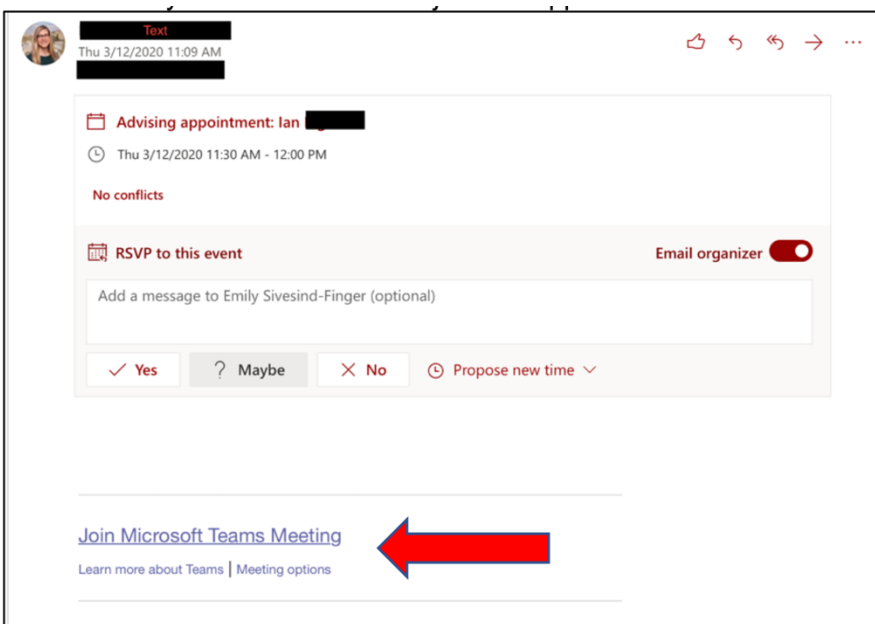 Text
Thu 3/12/2020 11:09 AM
Advising appointment: Ian
Thu 3/12/2020 11:30 AM - 12:00 PM
No conflicts
RSVP to this event
Email organizer
Add a message to Emily Sivesind-Finger (optional)
Yes
? Maybe
No
Propose new time
Join Microsoft Teams Meeting
Learn more about Teams | Meeting options